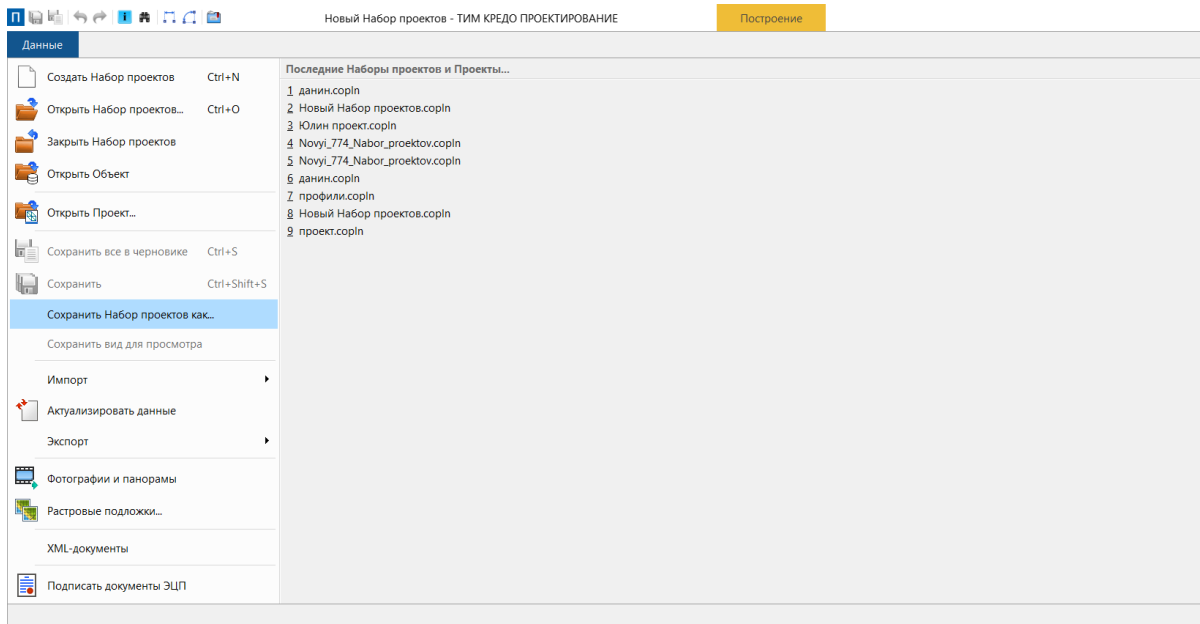 П
Новый Набор проектов - ТИМ КРЕДО ПРОЕКТИРОВАНИЕ
Построение
Данные
Создать Набор проектов Ctrl+N
Открыть Набор проектов... Ctrl+O
Закрыть Набор проектов
Открыть Объект
Открыть Проект...
Сохранить все в черновике Ctrl+S
Сохранить Ctrl+Shift+S
Сохранить Набор проектов как...
Сохранить вид для просмотра
Импорт
Актуализировать данные
Экспорт
Фотографии и панорамы
Растровые подложки...
XML-документы
Подписать документы ЭЦП
Последние Наборы проектов и Проекты...
1 данин.copln
2 Новый Набор проектов.copln
3 Юлин проект.copln
4 Novyi_774_Nabor_proektov.copln
5 Novyi_774_Nabor_proektov.copln
6 данин.copln
7 профили.copln
8 Новый Набор проектов.copln
9 проект.copln